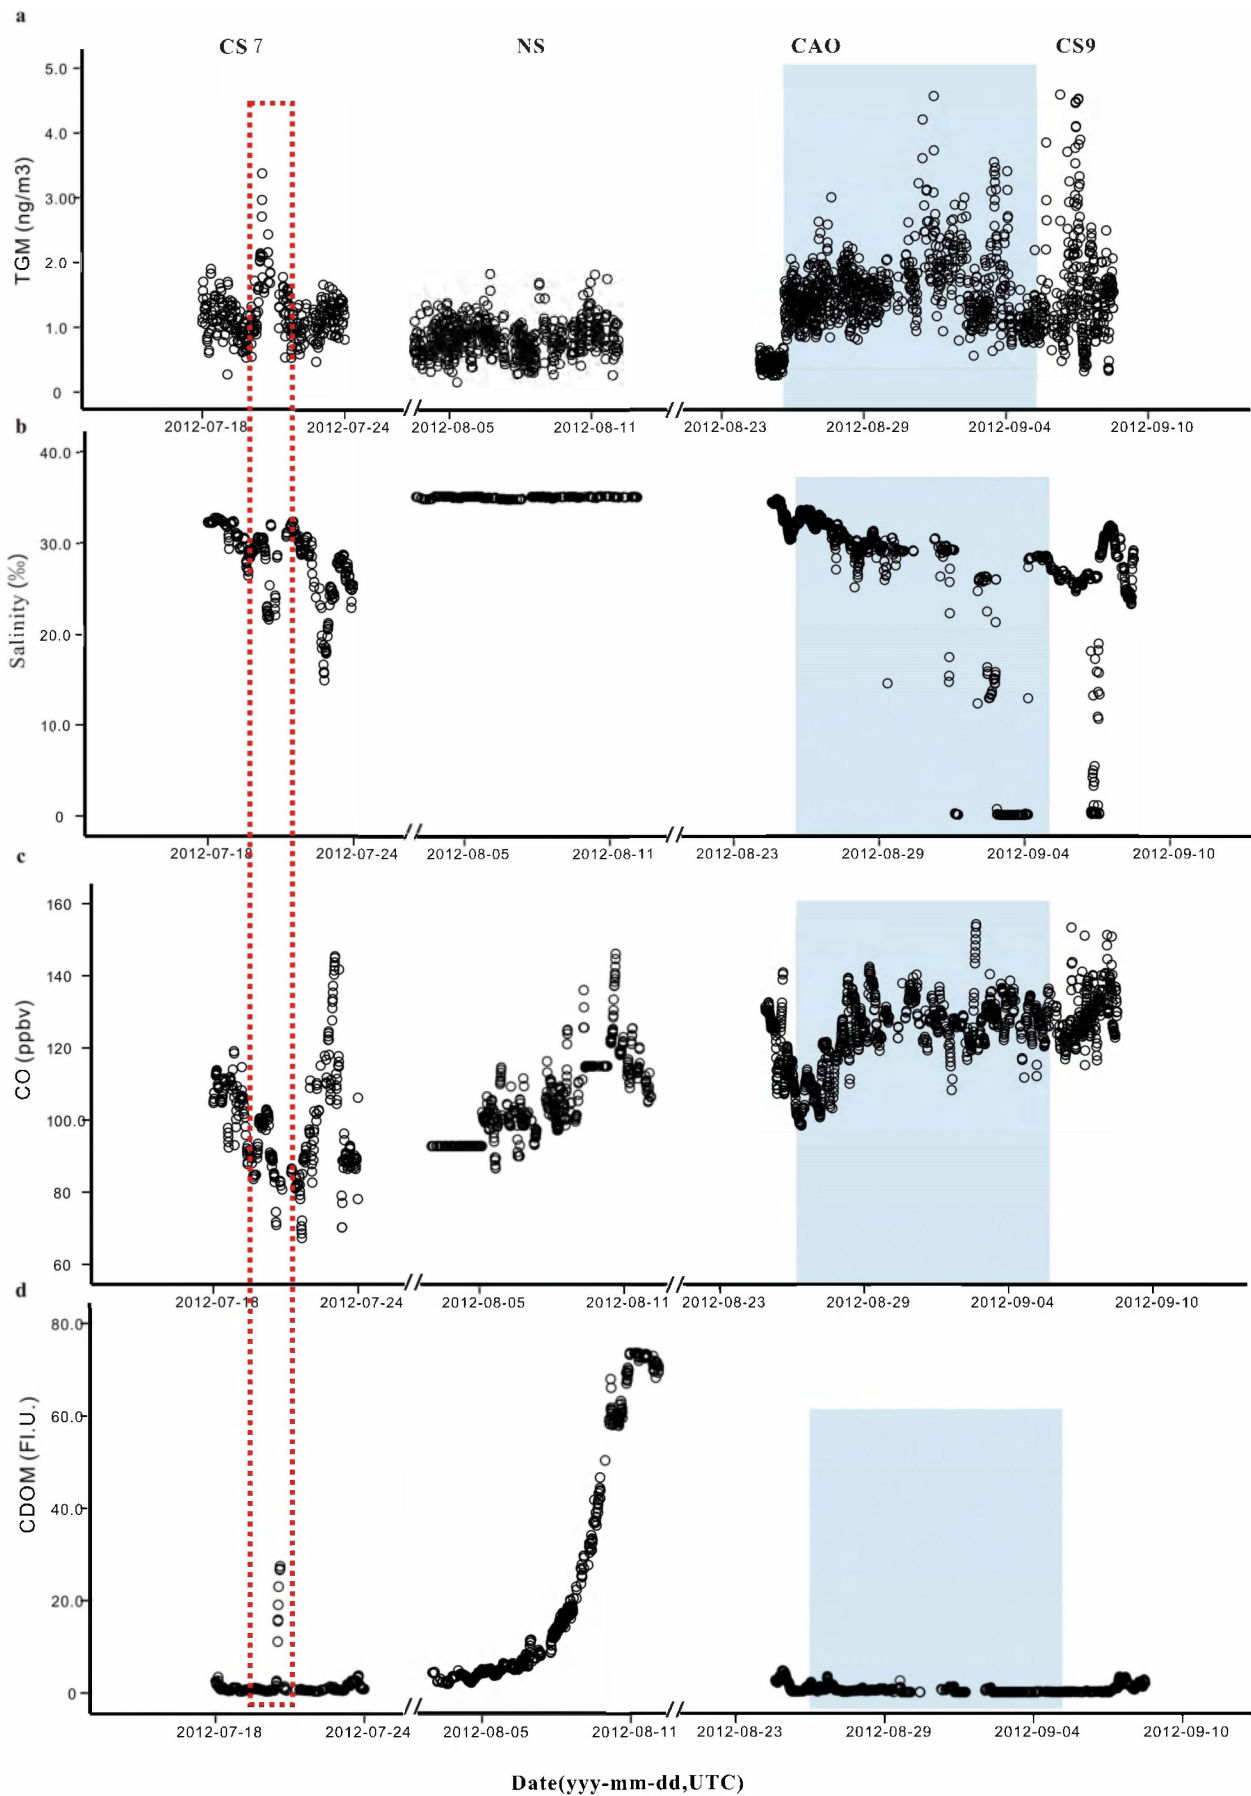 a
CS 7 NS CAO CS9
5.0
4.0
3.00
2.0
1.0
0
TGM (ng/m3)
2012-07-18 2012-07-24 2012-08-05 2012-08-11 2012-08-23 2012-08-29 2012-09-04 2012-09-10
b
40.0
30.0
20.0
10.0
0
Salinity (‰)
2012-07-18 2012-07-24 2012-08-05 2012-08-11 2012-08-23 2012-08-29 2012-09-04 2012-09-10
c
160
140
130
120
100.0
80
60
CO (ppbv)
2012-07-18 2012-07-24 2012-08-05 2012-08-11 2012-08-23 2012-08-29 2012-09-04 2012-09-10
d
80.0
60.0
40.0
20.0
0
CDOM (Fl.U.)
2012-07-18 2012-07-24 2012-08-05 2012-08-11 2012-08-23 2012-08-29 2012-09-04 2012-09-10
Date(yyy-mm-dd,UTC)